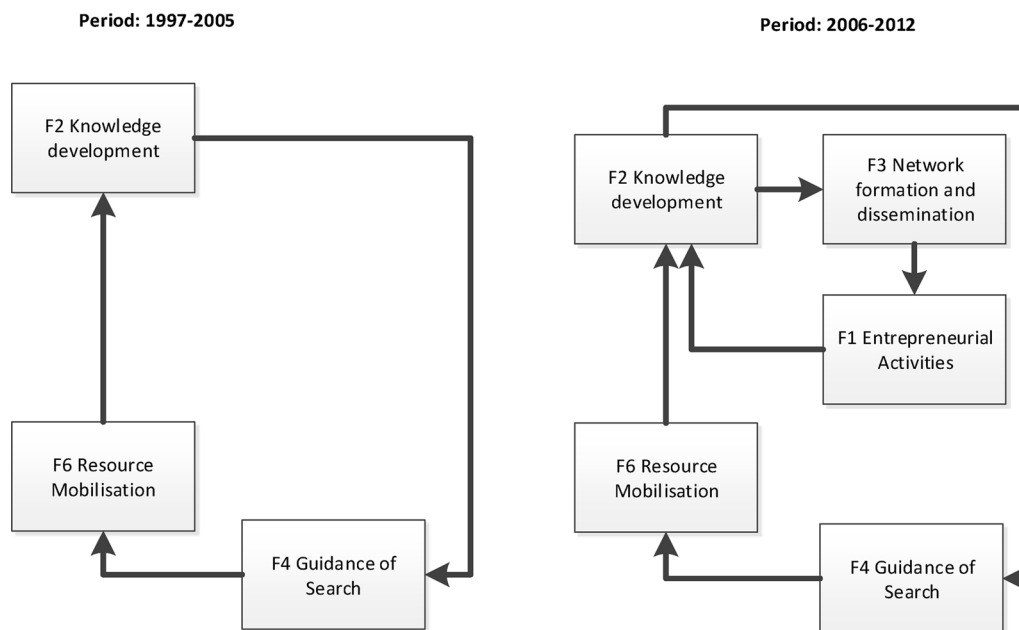 Period: 1997-2005
F2 Knowledge
development
F6 Resource
Mobilisation
F4 Guidance of
Search
Period: 2006-2012
F2 Knowledge
development
F3 Network
formation and
dissemination
F1 Entrepreneurial
Activities
F6 Resource
Mobilisation
F4 Guidance of
Search